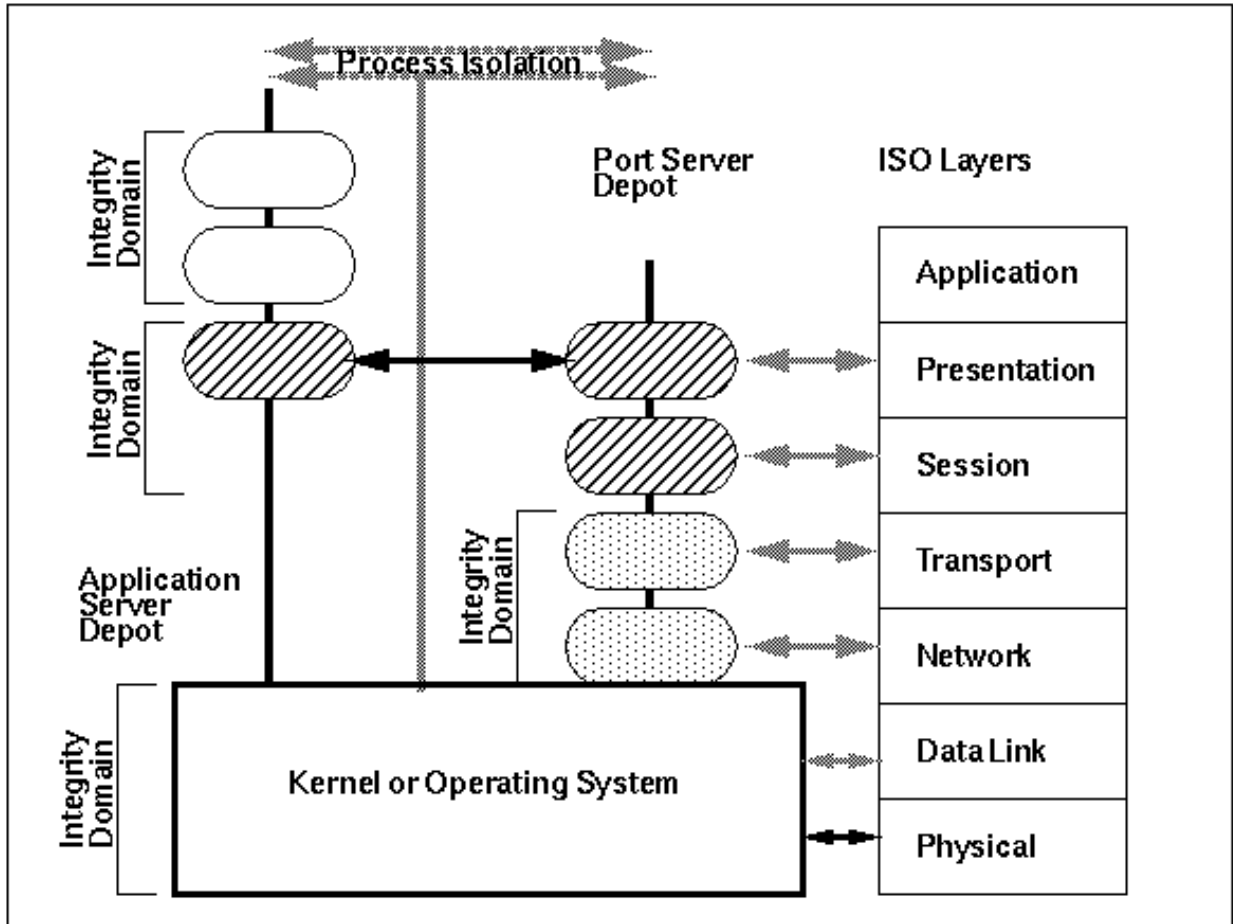 Process Isolation
Integrity
Domain
Port Server
Depot
ISO Layers
Application
Integrity
Domain
Presentation
Session
Integrity
Domain
Transport
Application
Server
Depot
Network
Integrity
Domain
Kernel or Operating System
Data Link
Physical